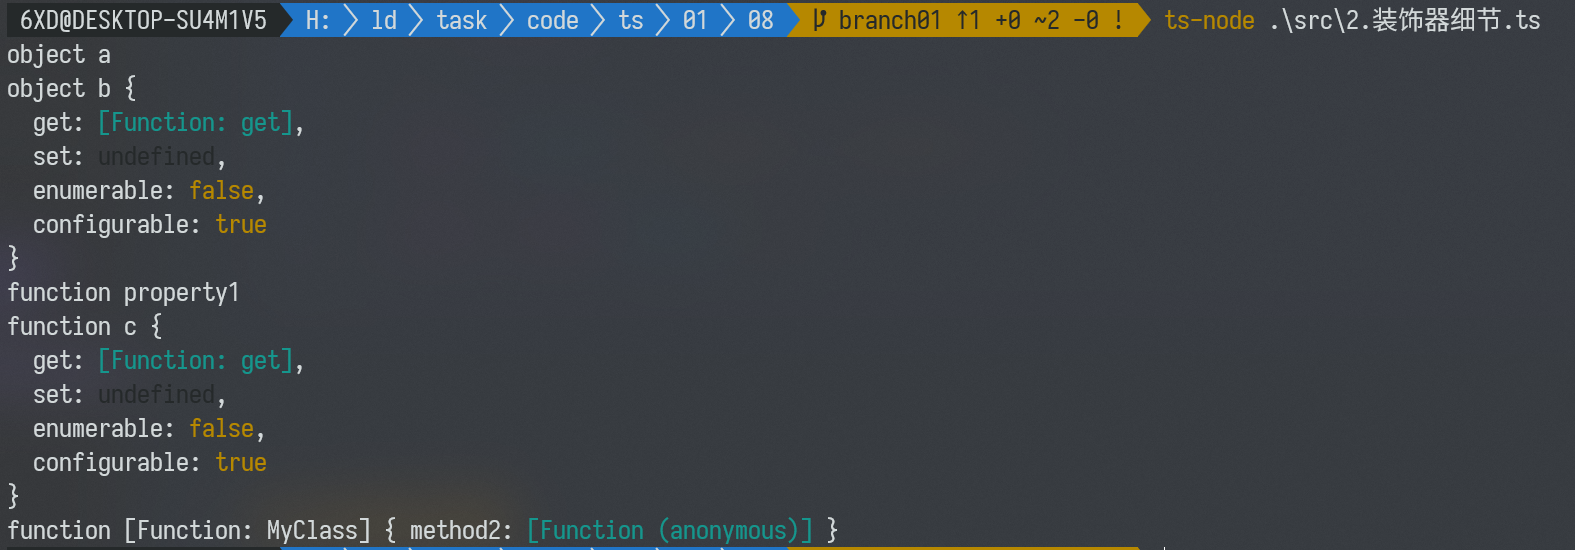 6XD@DESKTOP-SU4M1V5 H: ld task code ts 01 08 branch01 ↑1 +0 ~2 -0 ! ts-node .\src\2.装饰器细节.ts
object a
object b {
  get: [Function: get],
  set: undefined,
  enumerable: false,
  configurable: true
}
function property1
function c {
  get: [Function: get],
  set: undefined,
  enumerable: false,
  configurable: true
}
function [Function: MyClass] { method2: [Function (anonymous)] }